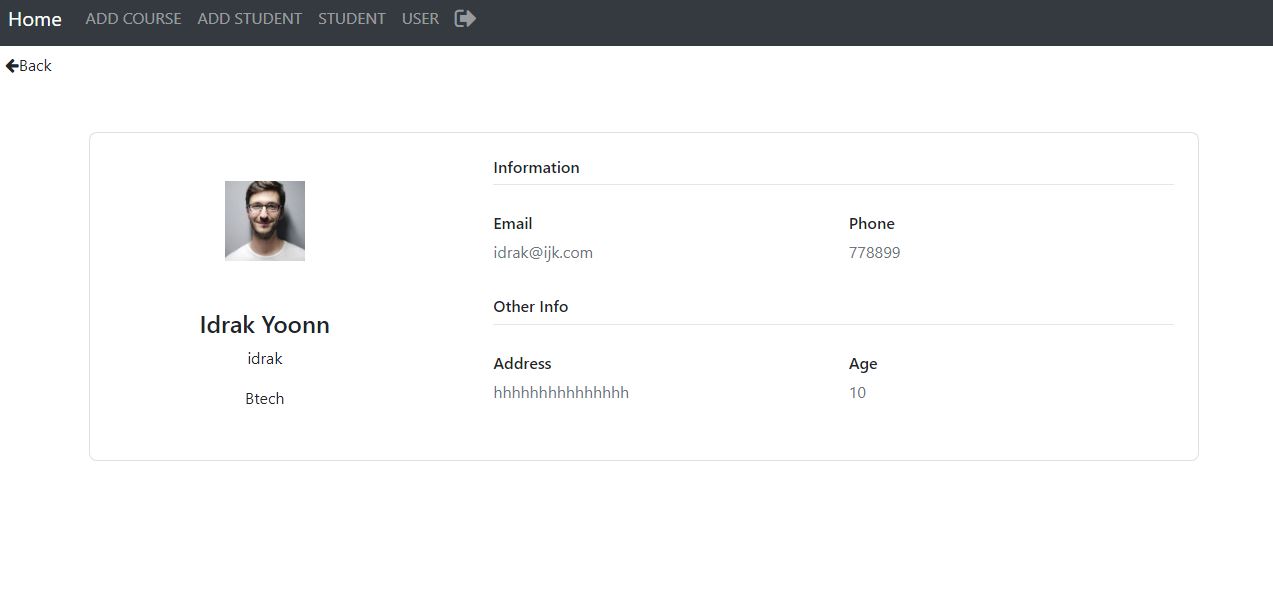 Home ADD COURSE ADD STUDENT STUDENT USER
Back
Idrak Yoonn
idrak
Btech
Information
Email Phone
idrak@ijk.com 778899
Other Info
Address Age
hhhhhhhhhhhhhhh 10